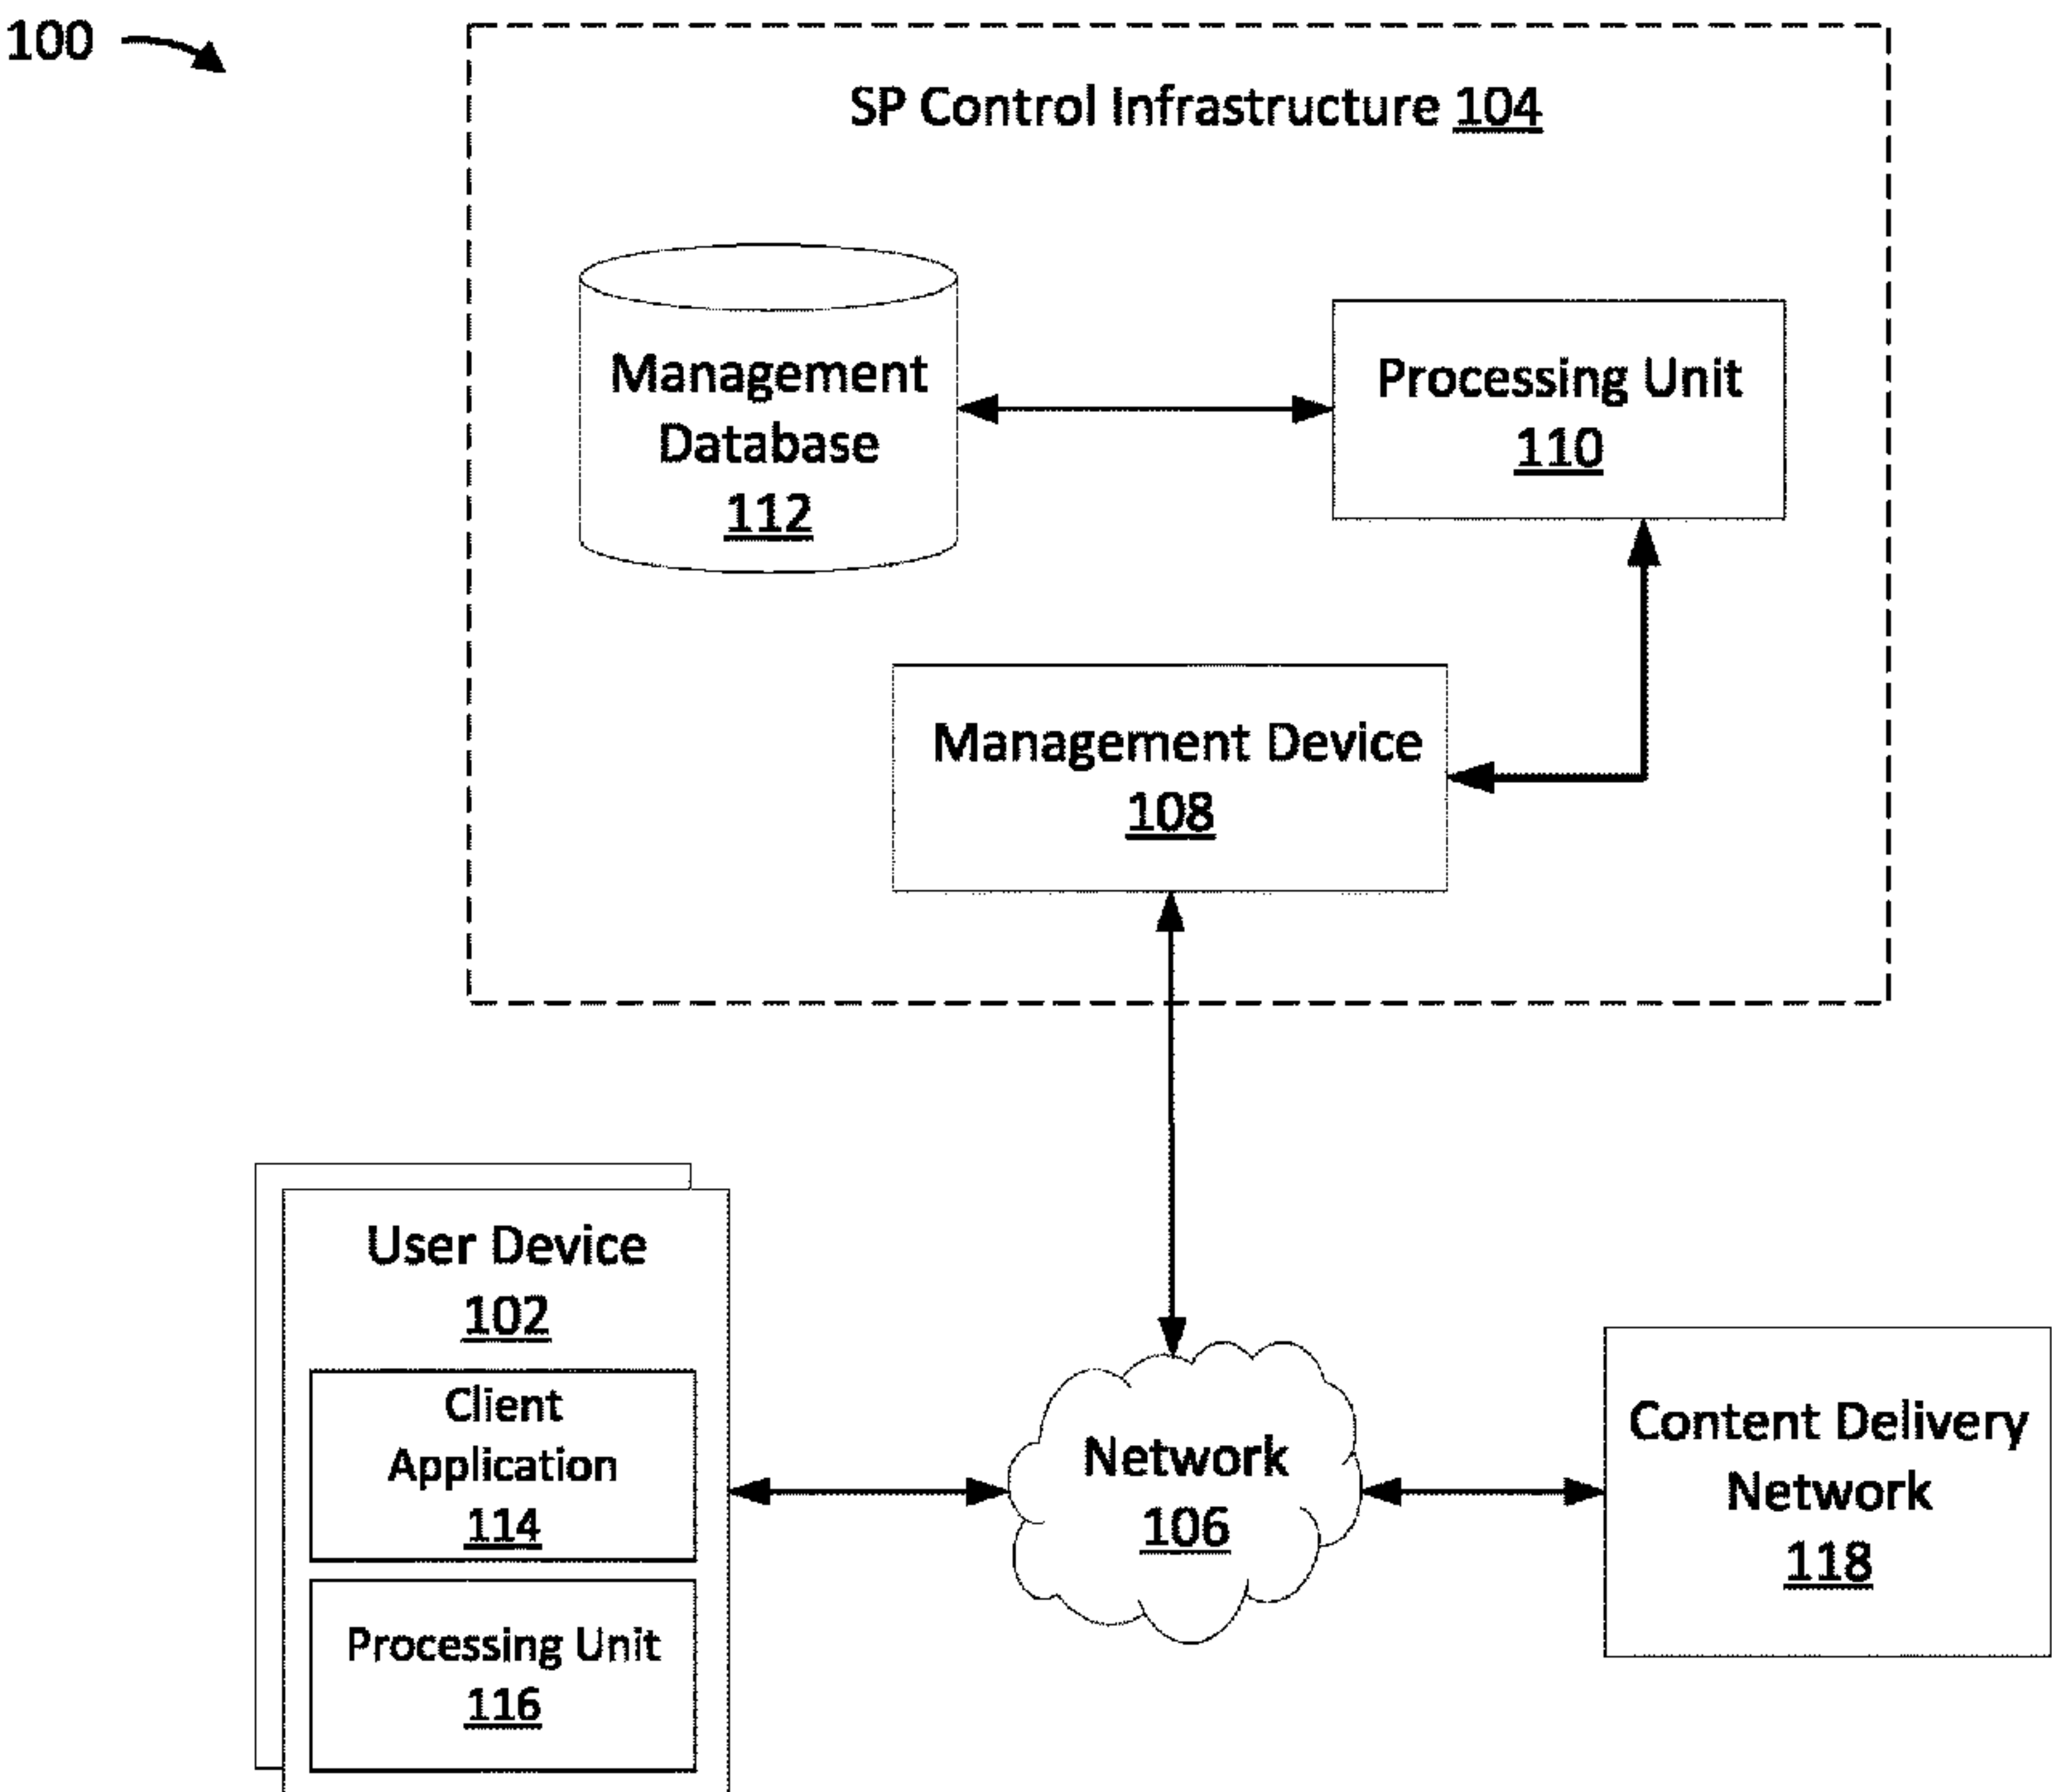 100
SP Control Infrastructure 104
Management
Database
112
Processing Unit
110
Management Device
108
User Device
102
Client
Application
114
Processing Unit
116
Network
106
Content Delivery
Network
118